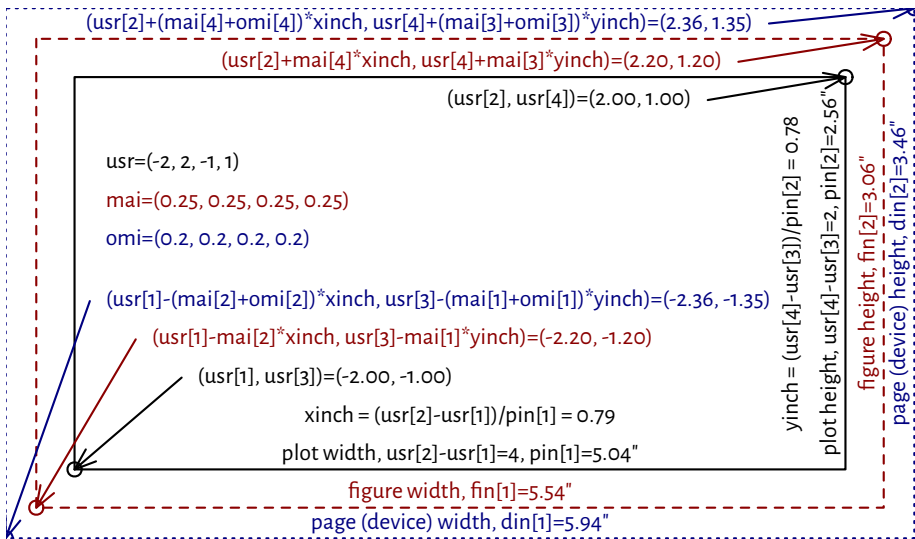 (usr[2]+(mai[4]+omi[4])*xinch, usr[4]+(mai[3]+omi[3])*yinch)=(2.36, 1.35)
(usr[2]+mai[4]*xinch, usr[4]+mai[3]*yinch)=(2.20, 1.20)
(usr[2], usr[4])=(2.00, 1.00)
usr=(-2, 2, -1, 1)
mai=(0.25, 0.25, 0.25, 0.25)
omi=(0.2, 0.2, 0.2, 0.2)
(usr[1]-(mai[2]+omi[2])*xinch, usr[3]-(mai[1]+omi[1])*yinch)=(-2.36, -1.35)
(usr[1]-mai[2]*xinch, usr[3]-mai[1]*yinch)=(-2.20, -1.20)
(usr[1], usr[3])=(-2.00, -1.00)
xinch = (usr[2]-usr[1])/pin[1] = 0.79
plot width, usr[2]-usr[1]=4, pin[1]=5.04"
figure width, fin[1]=5.54"
page (device) width, din[1]=5.94"
yinch = (usr[4]-usr[3])/pin[2] = 0.78
plot height, usr[4]-usr[3]=2, pin[2]=2.56"
figure height, fin[2]=3.06"
page (device) height, din[2]=3.46"